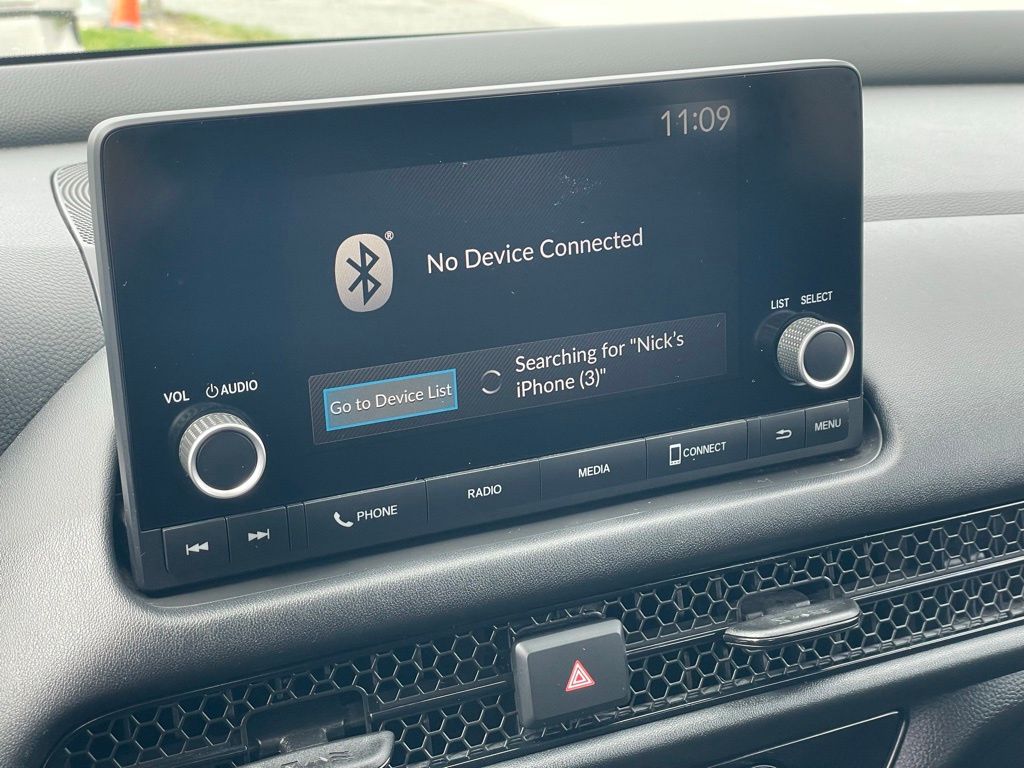 11:09
®
No Device Connected
LIST SELECT
Searching for "Nick’s
iPhone (3)"
Go to Device List
VOL AUDIO
PHONE
RADIO
MEDIA
CONNECT
MENU